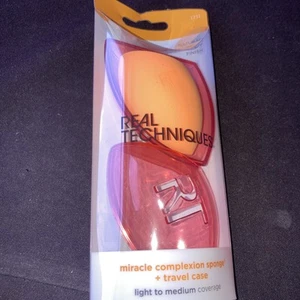 REAL
TECHNIQUES
RT
miracle complexion sponge
+ travel case
light to medium coverage